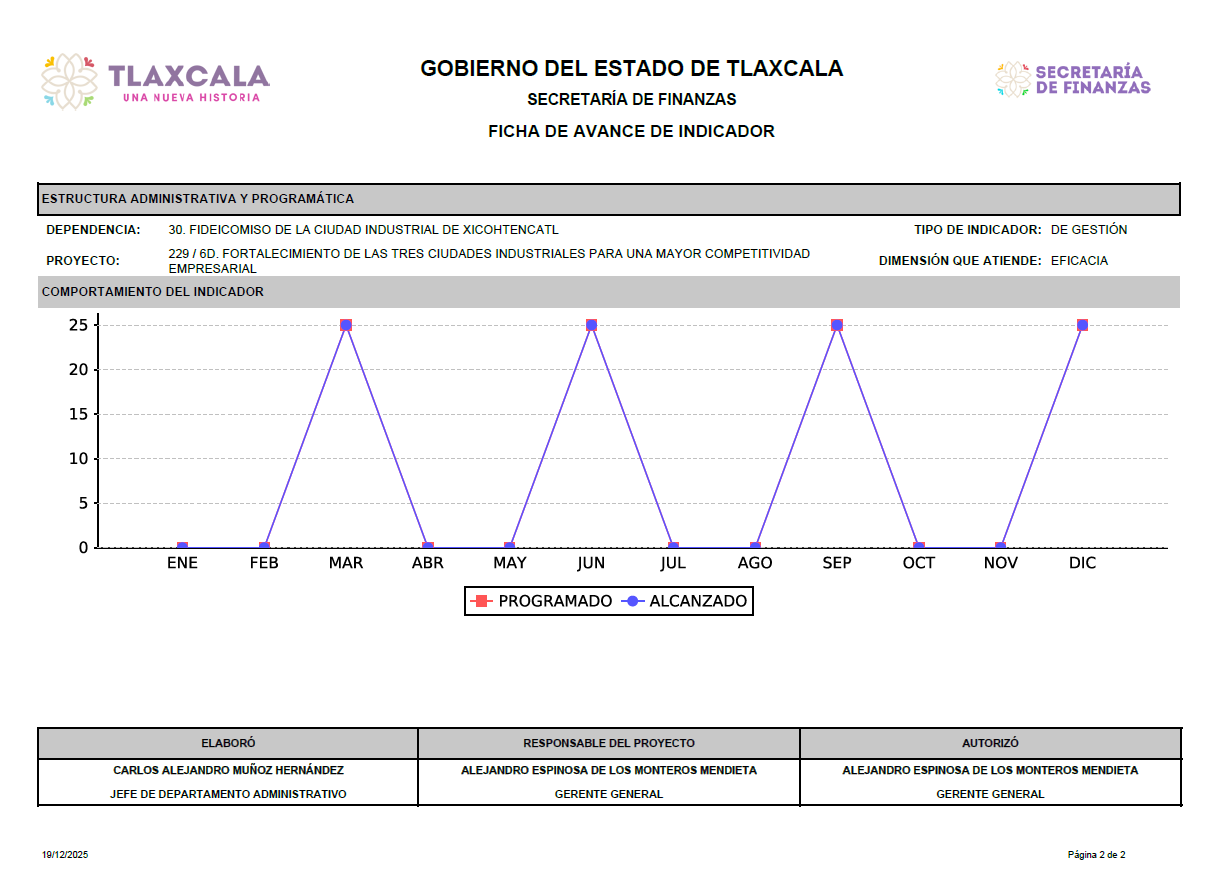 TLAXCALA
UNA NUEVA HISTORIA
GOBIERNO DEL ESTADO DE TLAXCALA
SECRETARÍA DE FINANZAS
FICHA DE AVANCE DE INDICADOR
SECRETARÍA
DE FINANZAS
ESTRUCTURA ADMINISTRATIVA Y PROGRAMÁTICA
DEPENDENCIA: 30. FIDEICOMISO DE LA CIUDAD INDUSTRIAL DE XICOHTENCATL TIPO DE INDICADOR: DE GESTIÓN
PROYECTO: 229 / 6D. FORTALECIMIENTO DE LAS TRES CIUDADES INDUSTRIALES PARA UNA MAYOR COMPETITIVIDAD
EMPRESARIAL DIMENSIÓN QUE ATIENDE: EFICACIA
COMPORTAMIENTO DEL INDICADOR
25
20
15
10
5
0
ENE FEB MAR ABR MAY JUN JUL AGO SEP OCT NOV DIC
PROGRAMADO ALCANZADO
ELABORÓ RESPONSABLE DEL PROYECTO AUTORIZÓ
CARLOS ALEJANDRO MUÑOZ HERNÁNDEZ ALEJANDRO ESPINOSA DE LOS MONTEROS MENDIETA ALEJANDRO ESPINOSA DE LOS MONTEROS MENDIETA
JEFE DE DEPARTAMENTO ADMINISTRATIVO GERENTE GENERAL GERENTE GENERAL
19/12/2025 Página 2 de 2